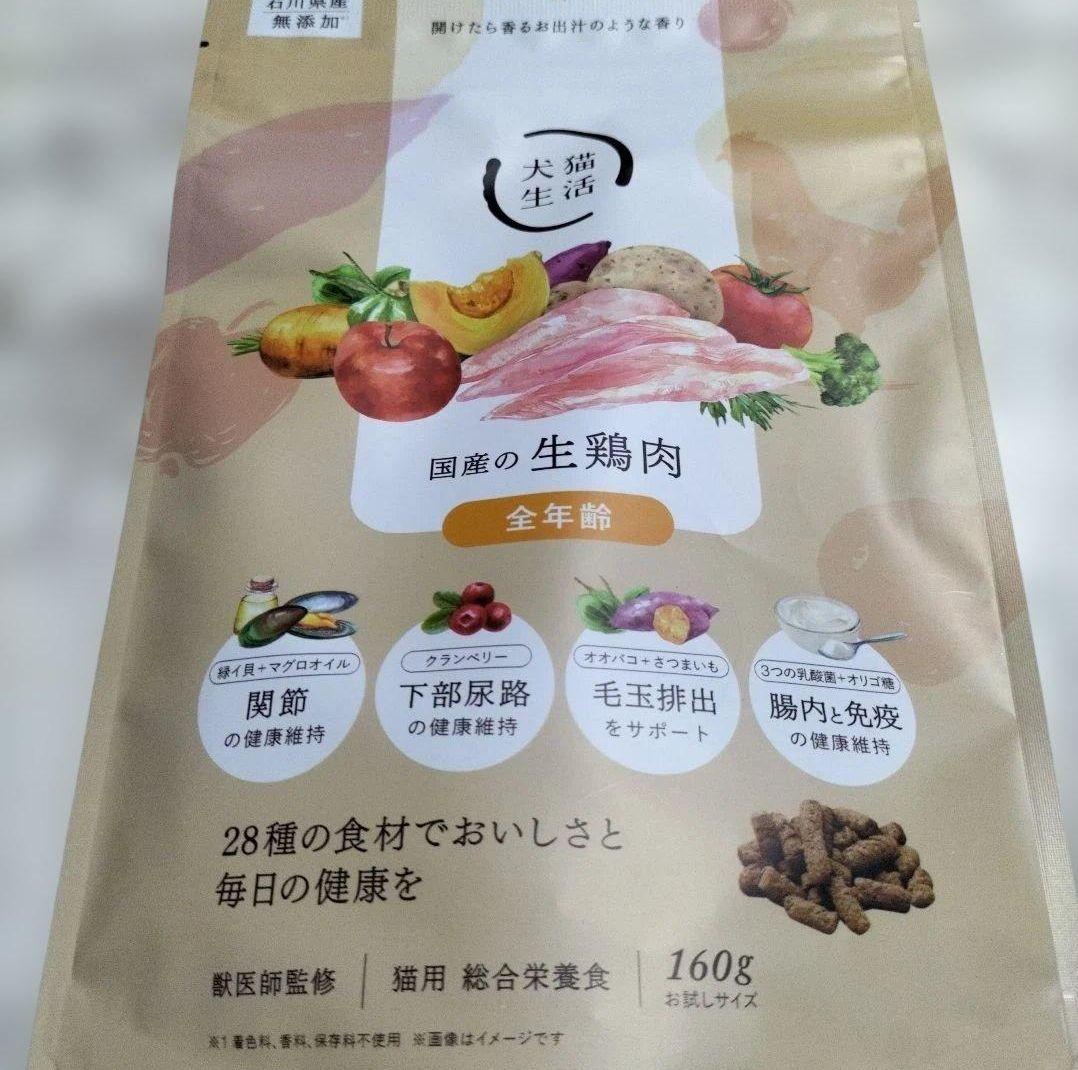 石川県産
無添加※1
開けたら香るお出汁のような香り
犬猫
生活
国産の 生鶏肉
全年齢
緑イ貝+マグロオイル
関節
の健康維持
クランベリー
下部尿路
の健康維持
オオバコ+さつまいも
毛玉排出
をサポート
3つの乳酸菌+オリゴ糖
腸内と免疫
の健康維持
28種の食材でおいしさと
毎日の健康を
獣医師監修
猫用 総合栄養食
160g
お試しサイズ
※1 着色料、香料、保存料不使用 ※画像はイメージです